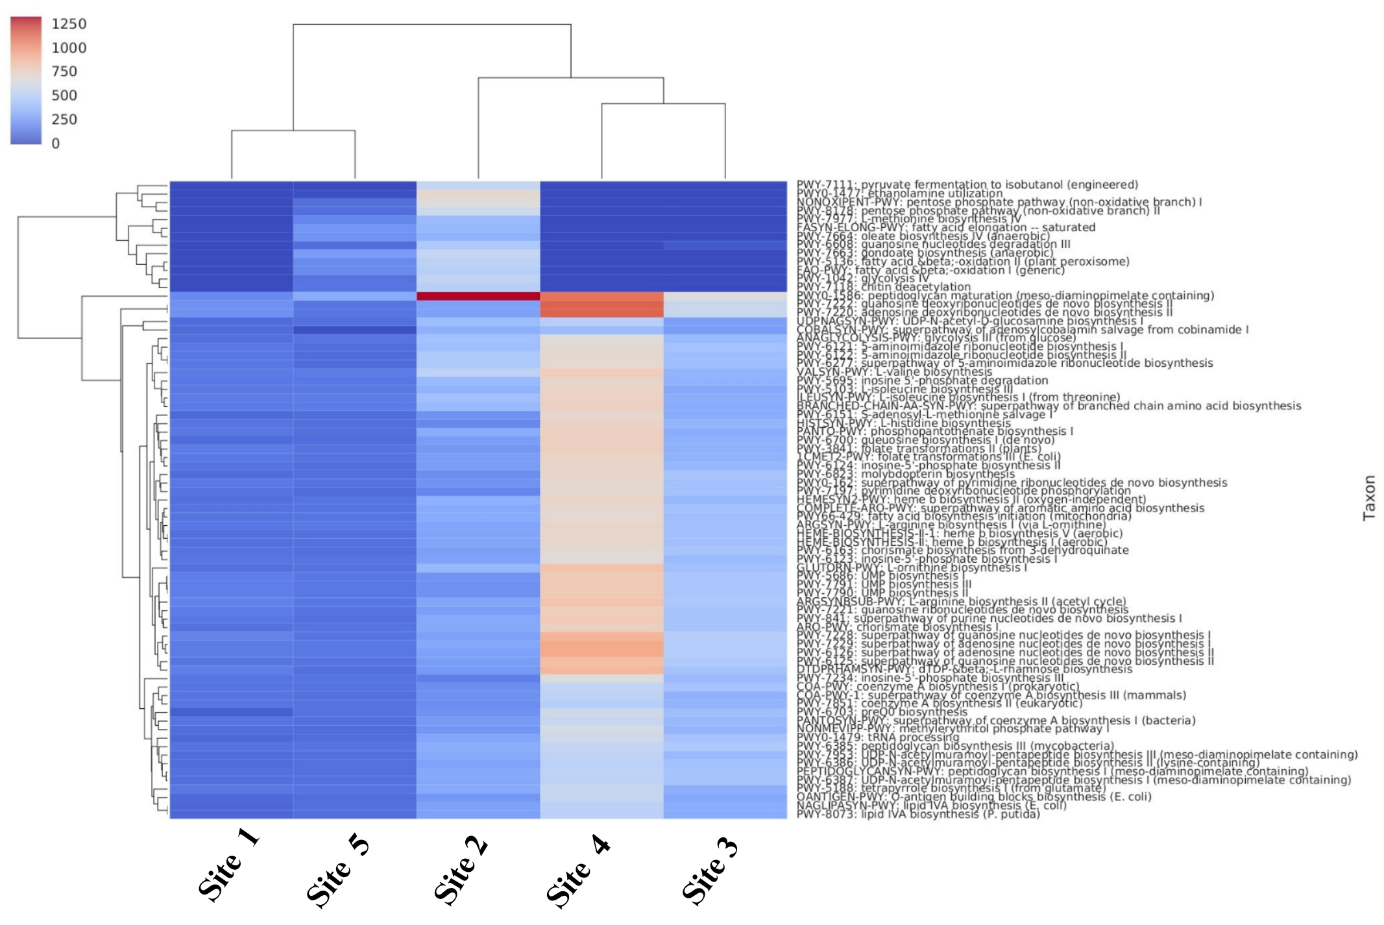 1250
1000
750
500
250
0
PWY-7111: pyruvate fermentation to isobutanol (engineered)
PWY0-1477: ethanolamine utilization
NONOXIPENT-PWY: pentose phosphate pathway (non-oxidative branch) I
PWY-8178: pentose phosphate pathway (non-oxidative branch) II
PWY-7977: L-methionine biosynthesis IV
FASYN-ELONG-PWY: fatty acid elongation -- saturated
PWY-7664: oleate biosynthesis IV (anaerobic)
PWY-6608: guanosine nucleotides degradation III
PWY-7663: gondoate biosynthesis (anaerobic)
PWY-5136: fatty acid &beta;-oxidation II (plant peroxisome)
FAO-PWY: fatty acid &beta;-oxidation I (generic)
PWY-1042: glycolysis IV
PWY-7118: chitin deacetylation
PWY0-1586: peptidoglycan maturation (meso-diaminopimelate containing)
PWY-7222: guanosine deoxyribonucleotides de novo biosynthesis II
PWY-7220: adenosine deoxyribonucleotides de novo biosynthesis II
UDPNAGSYN-PWY: UDP-N-acetyl-D-glucosamine biosynthesis I
COBALSYN-PWY: superpathway of adenosylcobalamin salvage from cobinamide I
ANAGLYCOLYSIS-PWY: glycolysis III (from glucose)
PWY-6121: 5-aminoimidazole ribonucleotide biosynthesis I
PWY-6122: 5-aminoimidazole ribonucleotide biosynthesis II
PWY-6277: superpathway of 5-aminoimidazole ribonucleotide biosynthesis
VALSYN-PWY: L-valine biosynthesis
PWY-5695: inosine 5'-phosphate degradation
PWY-5103: L-isoleucine biosynthesis III
ILEUSYN-PWY: L-isoleucine biosynthesis I (from threonine)
BRANCHED-CHAIN-AA-SYN-PWY: superpathway of branched chain amino acid biosynthesis
PWY-6151: S-adenosyl-L-methionine salvage I
HISTSYN-PWY: L-histidine biosynthesis
PANTO-PWY: phosphopantothenate biosynthesis I
PWY-6700: queuosine biosynthesis I (de novo)
PWY-3841: folate transformations II (plants)
1CMET2-PWY: folate transformations III (E. coli)
PWY-6124: inosine-5'-phosphate biosynthesis II
PWY-6823: molybdopterin biosynthesis
PWY0-162: superpathway of pyrimidine ribonucleotides de novo biosynthesis
PWY-7197: pyrimidine deoxyribonucleotide phosphorylation
HEMESYN2-PWY: heme b biosynthesis II (oxygen-independent)
COMPLETE-ARO-PWY: superpathway of aromatic amino acid biosynthesis
PWY66-429: fatty acid biosynthesis initiation (mitochondria)
ARGSYN-PWY: L-arginine biosynthesis I (via L-ornithine)
HEME-BIOSYNTHESIS-II-1: heme b biosynthesis V (aerobic)
HEME-BIOSYNTHESIS-II: heme b biosynthesis I (aerobic)
PWY-6163: chorismate biosynthesis from 3-dehydroquinate
PWY-6123: inosine-5'-phosphate biosynthesis I
GLUTORN-PWY: L-ornithine biosynthesis I
PWY-5686: UMP biosynthesis I
PWY-7791: UMP biosynthesis III
PWY-7790: UMP biosynthesis II
ARGSYNBSUB-PWY: L-arginine biosynthesis II (acetyl cycle)
PWY-7221: guanosine ribonucleotides de novo biosynthesis
PWY-841: superpathway of purine nucleotides de novo biosynthesis I
ARO-PWY: chorismate biosynthesis I
PWY-7228: superpathway of guanosine nucleotides de novo biosynthesis I
PWY-7229: superpathway of adenosine nucleotides de novo biosynthesis I
PWY-6126: superpathway of adenosine nucleotides de novo biosynthesis II
PWY-6125: superpathway of guanosine nucleotides de novo biosynthesis II
DTDPRHAMSYN-PWY: dTDP-&beta;-L-rhamnose biosynthesis
PWY-7234: inosine-5'-phosphate biosynthesis III
COA-PWY: coenzyme A biosynthesis I (prokaryotic)
COA-PWY-1: superpathway of coenzyme A biosynthesis III (mammals)
PWY-7851: coenzyme A biosynthesis II (eukaryotic)
PWY-6703: preQ0 biosynthesis
PANTOSYN-PWY: superpathway of coenzyme A biosynthesis I (bacteria)
NONMEVIPP-PWY: methylerythritol phosphate pathway I
PWY0-1479: tRNA processing
PWY-6385: peptidoglycan biosynthesis III (mycobacteria)
PWY-7953: UDP-N-acetylmuramoyl-pentapeptide biosynthesis III (meso-diaminopimelate containing)
PWY-6386: UDP-N-acetylmuramoyl-pentapeptide biosynthesis II (lysine-containing)
PEPTIDOGLYCANSYN-PWY: peptidoglycan biosynthesis I (meso-diaminopimelate containing)
PWY-6387: UDP-N-acetylmuramoyl-pentapeptide biosynthesis I (meso-diaminopimelate containing)
PWY-5188: tetrapyrrole biosynthesis I (from glutamate)
OANTIGEN-PWY: O-antigen building blocks biosynthesis (E. coli)
NAGLIPASYN-PWY: lipid IVA biosynthesis (E. coli)
PWY-8073: lipid IVA biosynthesis (P. putida)
Taxon
Site 1
Site 5
Site 2
Site 4
Site 3